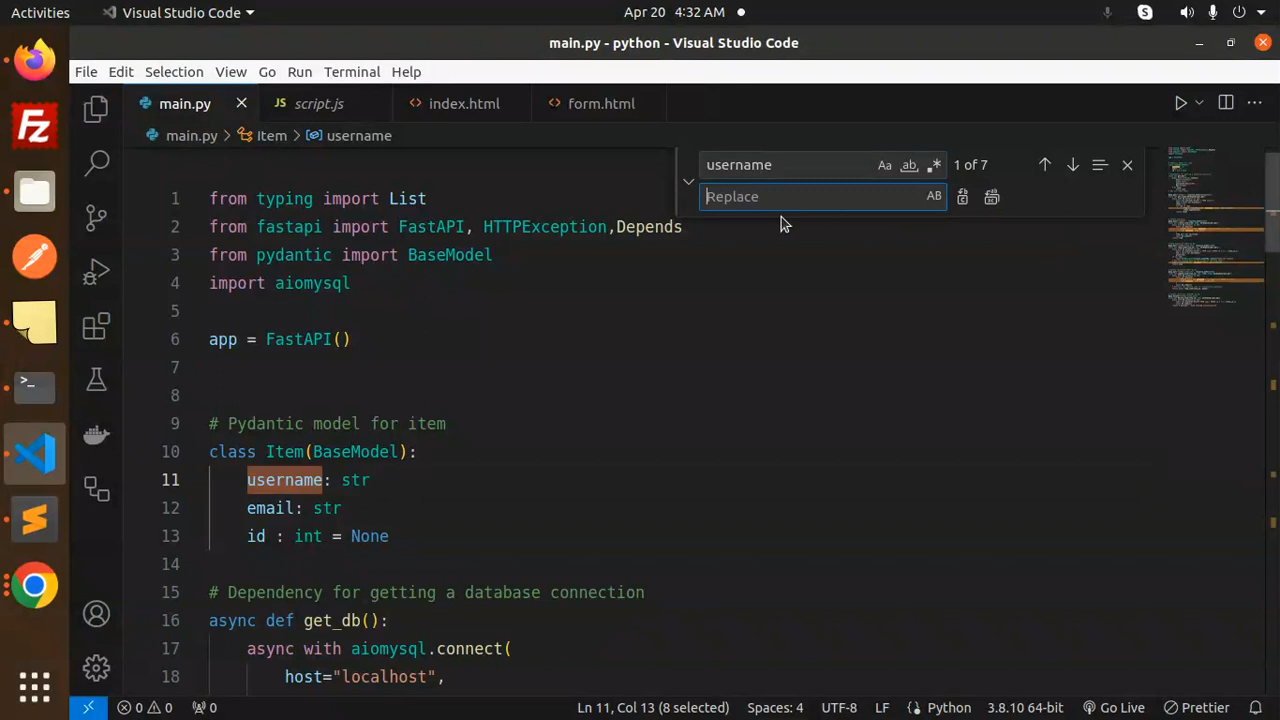 Activities Visual Studio Code Apr 20 4:32 AM
main.py - python - Visual Studio Code
File Edit Selection View Go Run Terminal Help
main.py JS script.js <> index.html <> form.html
main.py > Item > username
username Aa ab .* 1 of 7
Replace AB
1 from typing import List
2 from fastapi import FastAPI, HTTPException,Depends
3 from pydantic import BaseModel
4 import aiomysql
5
6 app = FastAPI()
7
8
9 # Pydantic model for item
10 class Item(BaseModel):
11 username: str
12 email: str
13 id : int = None
14
15 # Dependency for getting a database connection
16 async def get_db():
17 async with aiomysql.connect(
18 host="localhost",
0 0 0 Ln 11, Col 13 (8 selected) Spaces: 4 UTF-8 LF Python 3.8.10 64-bit Go Live Prettier